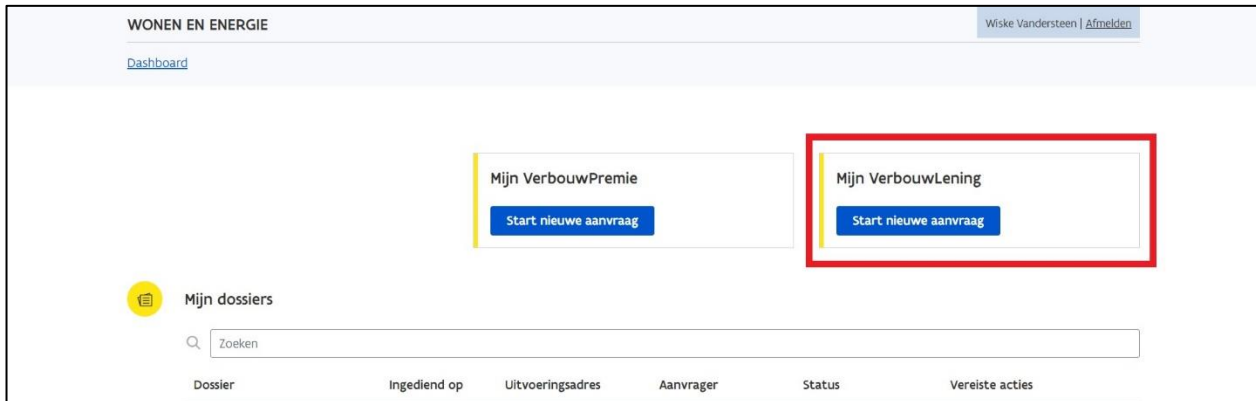 WONEN EN ENERGIE
Wiske Vandersteen | Afmelden
Dashboard
Mijn VerbouwPremie
Start nieuwe aanvraag
Mijn VerbouwLening
Start nieuwe aanvraag
Mijn dossiers
Zoeken
Dossier Ingediend op Uitvoeringsadres Aanvrager Status Vereiste acties